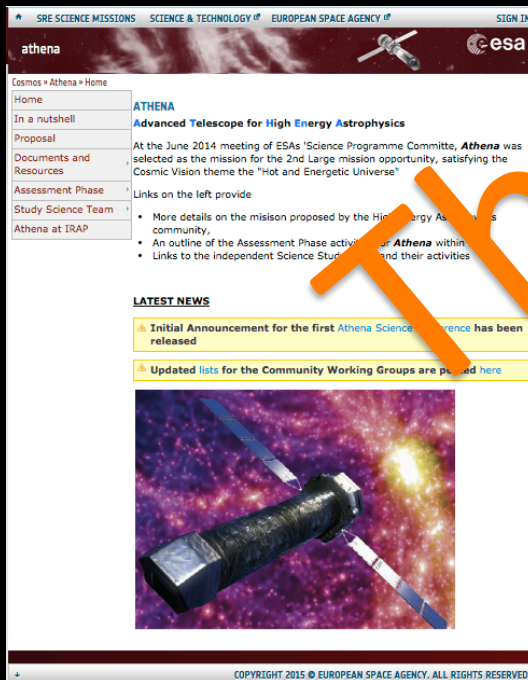 SRE SCIENCE MISSIONS SCIENCE & TECHNOLOGY EUROPEAN SPACE AGENCY SIGN IN
athena
esa
Cosmos » Athena » Home
Home
In a nutshell
Proposal
Documents and
Resources
Assessment Phase
Study Science Team
Athena at IRAP
ATHENA
Advanced Telescope for High Energy Astrophysics
At the June 2014 meeting of ESAs 'Science Programme Committe, Athena was
selected as the mission for the 2nd Large mission opportunity, satisfying the
Cosmic Vision theme the "Hot and Energetic Universe"
Links on the left provide
• More details on the misison proposed by the High
community,
• An outline of the Assessment Phase Athena within
• Links to the independent Science and their activities
Th
LATEST NEWS
Initial Announcement for the first Athena Science has been
released
Updated lists for the Community Working Groups are here
COPYRIGHT 2015 © EUROPEAN SPACE AGENCY. ALL RIGHTS RESERVED